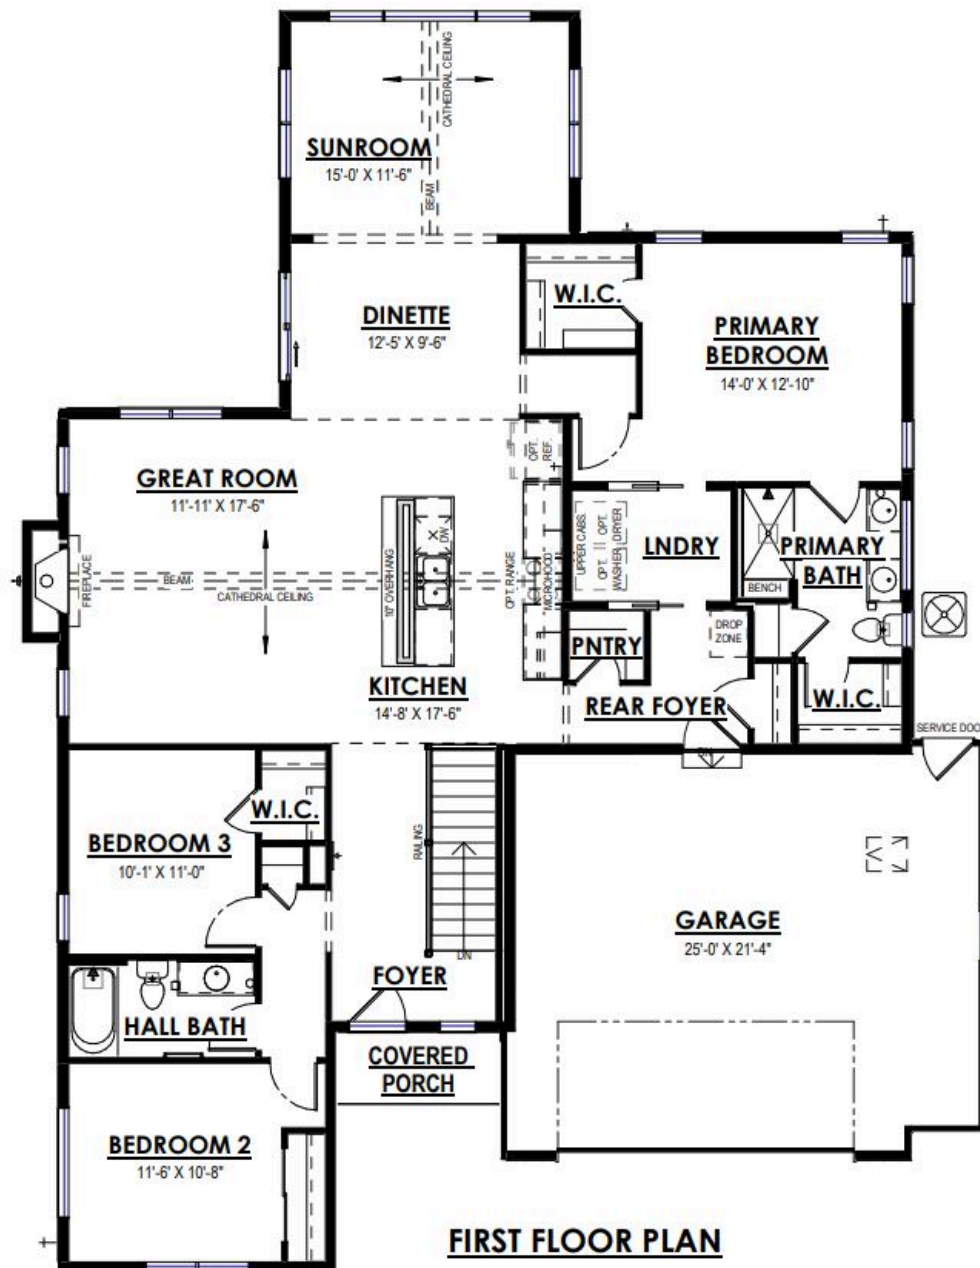 CATHEDRAL CEILING
SUNROOM
15'-0' X 11'-6"
BEAM
DINETTE
12'-5' X 9'-6"
W.I.C.
PRIMARY
BEDROOM
14'-0' X 12'-10"
GREAT ROOM
11'-11' X 17'-6"
OPT.
REF.
FIREPLACE
BEAM
CATHEDRAL CEILING
10" OVERHANG
DW
OPT. RANGE
MICROHOOD
UPPER CABS.
OPT.
WASHER
OPT.
DRYER
LNDRY
PRIMARY
BATH
BENCH
DROP
ZONE
PNTRY
KITCHEN
14'-8' X 17'-6"
REAR FOYER
W.I.C.
SERVICE DOO
DN
BEDROOM 3
10'-1' X 11'-0"
W.I.C.
RAILING
DN
FOYER
GARAGE
25'-0' X 21'-4"
HALL BATH
COVERED
PORCH
BEDROOM 2
11'-6' X 10'-8"
FIRST FLOOR PLAN